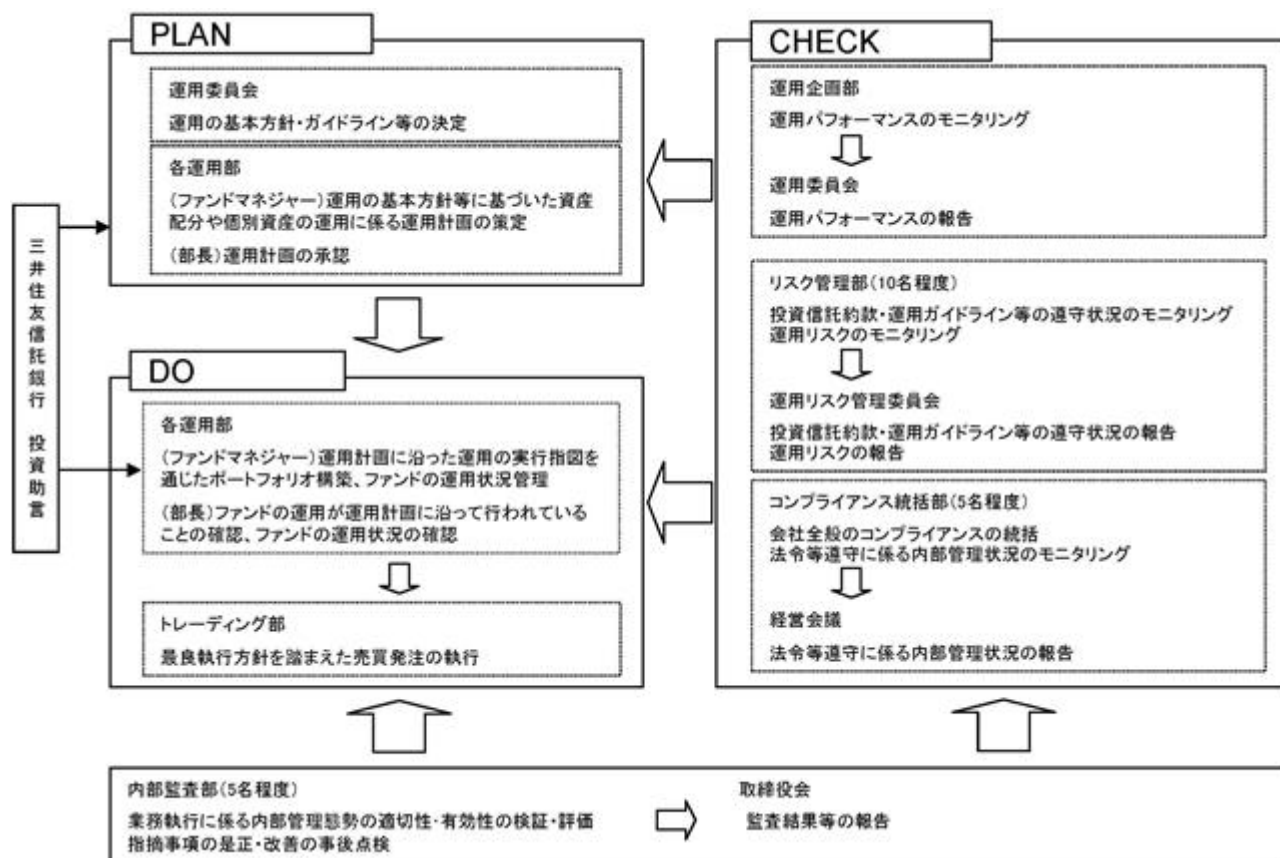 PLAN
運用委員会
運用の基本方針・ガイドライン等の決定
各運用部
(ファンドマネジャー)運用の基本方針等に基づいた資産
配分や個別資産の運用に係る運用計画の策定
(部長)運用計画の承認
三井住友信託銀行 投資助言
DO
各運用部
(ファンドマネジャー)運用計画に沿った運用の実行指図を
通じたポートフォリオ構築、ファンドの運用状況管理
(部長)ファンドの運用が運用計画に沿って行われている
ことの確認、ファンドの運用状況の確認
トレーディング部
最良執行方針を踏まえた売買発注の執行
CHECK
運用企画部
運用パフォーマンスのモニタリング
運用委員会
運用パフォーマンスの報告
リスク管理部(10名程度)
投資信託約款・運用ガイドライン等の遵守状況のモニタリング
運用リスクのモニタリング
運用リスク管理委員会
投資信託約款・運用ガイドライン等の遵守状況の報告
運用リスクの報告
コンプライアンス統括部(5名程度)
会社全般のコンプライアンスの統括
法令等遵守に係る内部管理状況のモニタリング
経営会議
法令等遵守に係る内部管理状況の報告
内部監査部(5名程度)
業務執行に係る内部管理態勢の適切性・有効性の検証・評価
指摘事項の是正・改善の事後点検
取締役会
監査結果等の報告